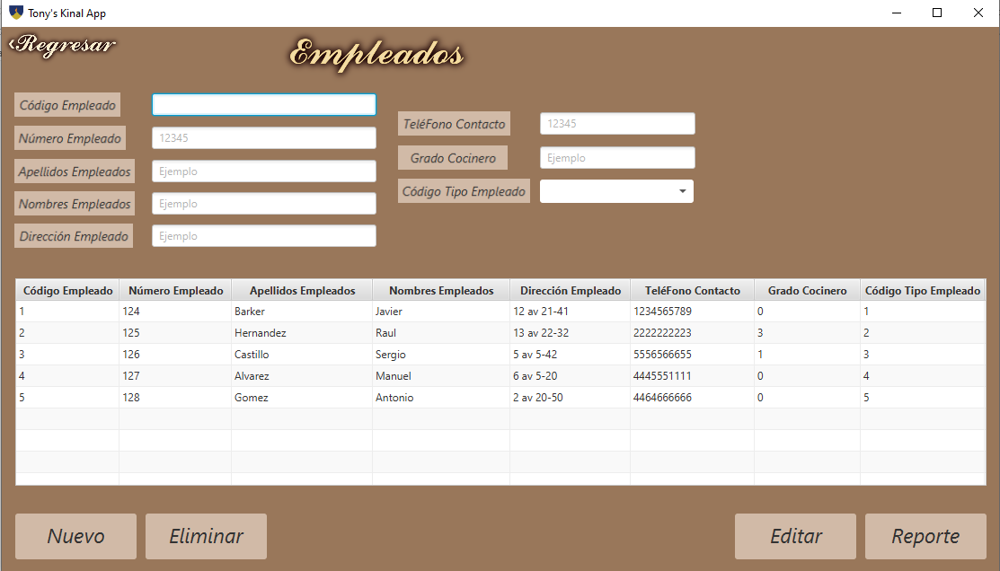 Tony's Kinal App
‹Regresar
Empleados
Código Empleado
Número Empleado 12345
Apellidos Empleados Ejemplo
Nombres Empleados Ejemplo
Dirección Empleado Ejemplo
TeléFono Contacto 12345
Grado Cocinero Ejemplo
Código Tipo Empleado
Código Empleado Número Empleado Apellidos Empleados Nombres Empleados Dirección Empleado TeléFono Contacto Grado Cocinero Código Tipo Empleado
1 124 Barker Javier 12 av 21-41 1234565789 0 1
2 125 Hernandez Raul 13 av 22-32 2222222223 3 2
3 126 Castillo Sergio 5 av 5-42 5556566655 1 3
4 127 Alvarez Manuel 6 av 5-20 4445551111 0 4
5 128 Gomez Antonio 2 av 20-50 4464666666 0 5
Nuevo Eliminar Editar Reporte